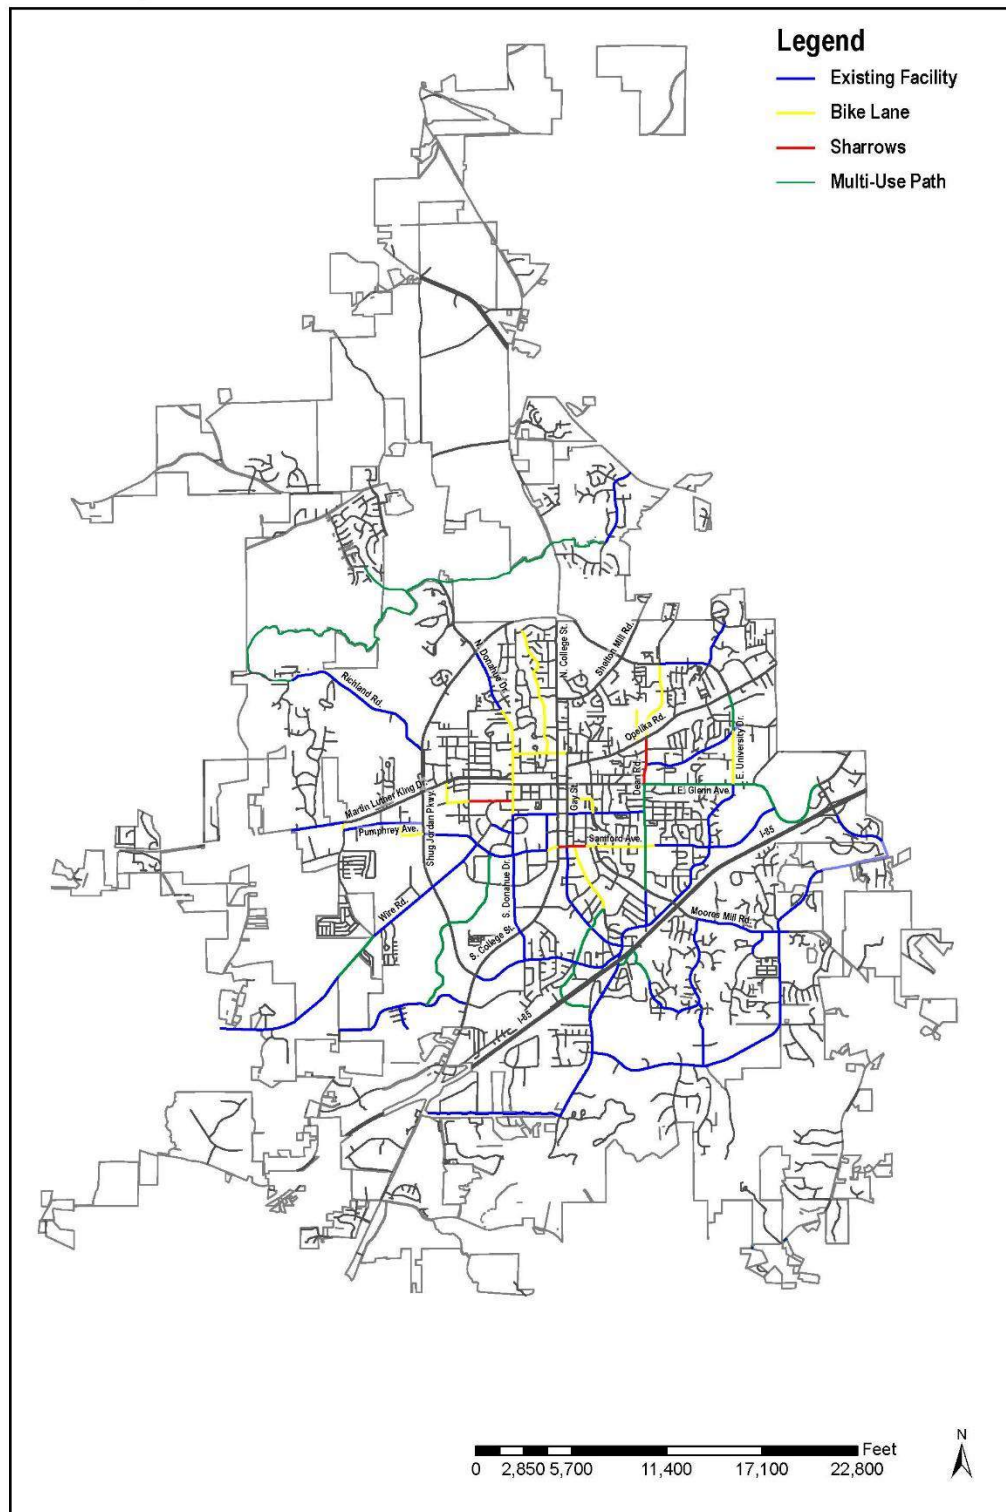 Legend
Existing Facility
Bike Lane
Sharrows
Multi-Use Path
N. Donahue Dr.
N. College St.
Shelton Mill Rd.
Richland Rd.
Opelika Rd.
E. University Dr.
Dean Rd.
Gay St.
E. Glenn Ave.
Martin Luther King Dr.
Pumphrey Ave.
Shug Jordan Pkwy.
Samford Ave.
I-85
S. Donahue Dr.
Wire Rd.
S. College St.
Moores Mill Rd.
I-85
N
Feet
0 2,850 5,700 11,400 17,100 22,800